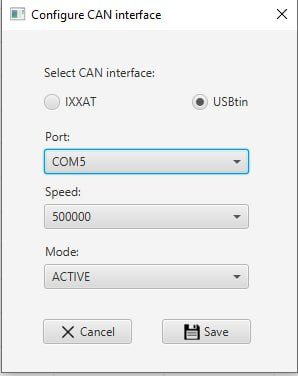 Configure CAN interface
Select CAN interface:
IXXAT USBtin
Port:
COM5
Speed:
500000
Mode:
ACTIVE
Cancel Save